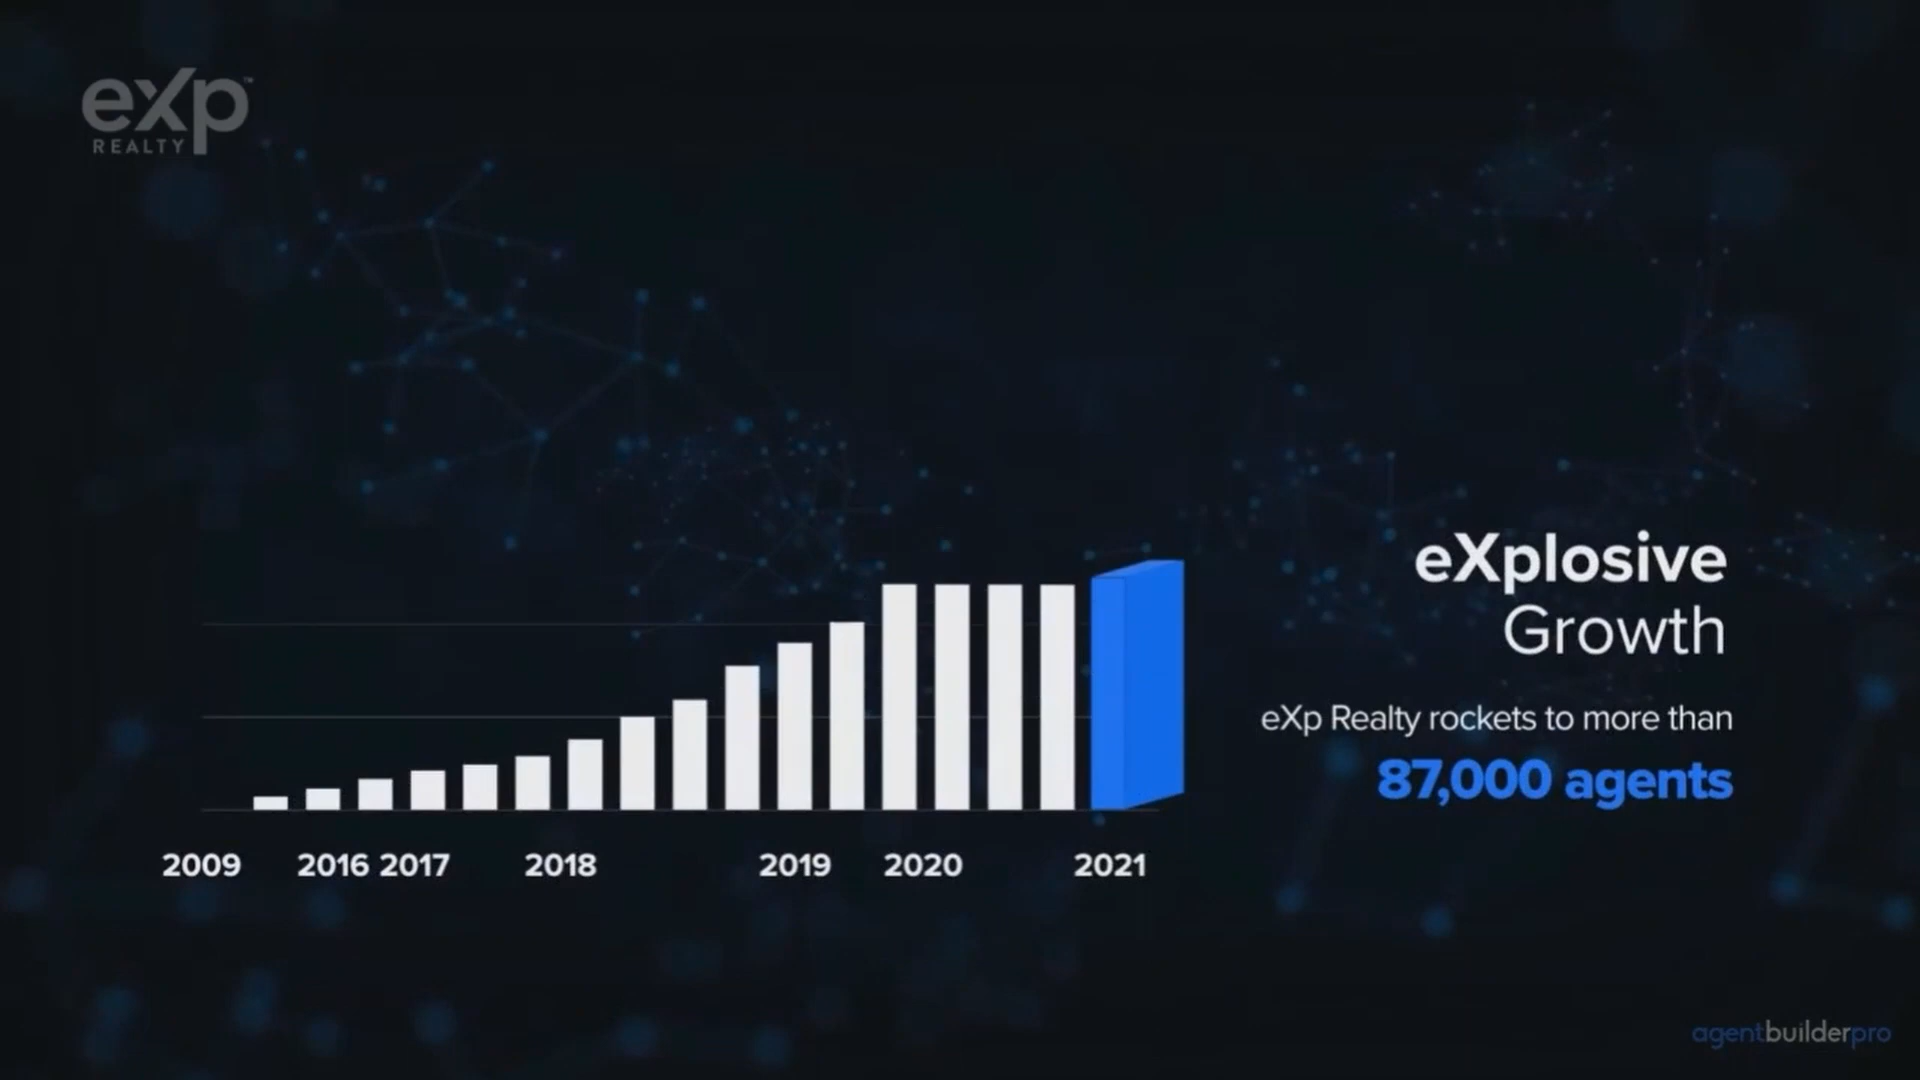 eXp™
REALTY
eXplosive
Growth
eXp Realty rockets to more than
87,000 agents
2009 2016 2017 2018 2019 2020 2021
agentbuilderpro